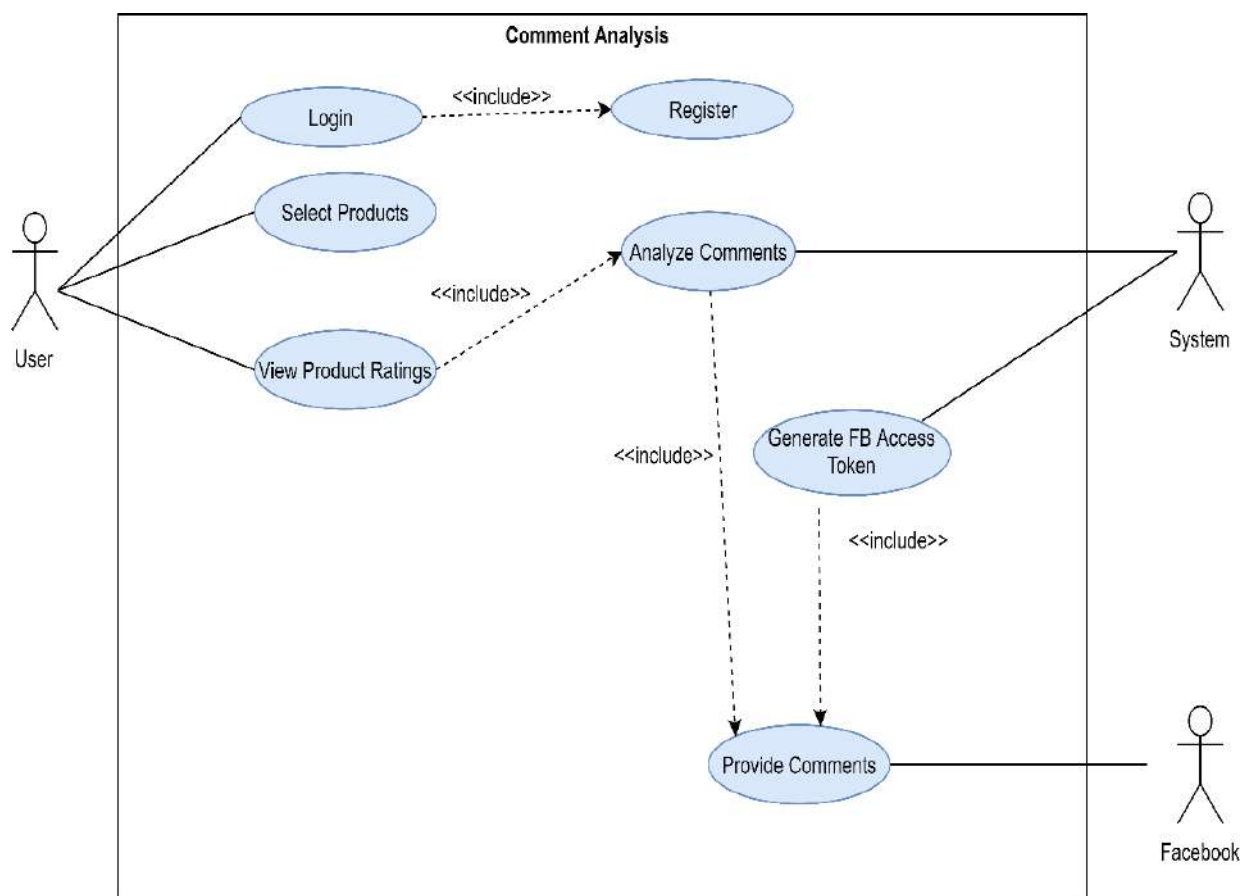 Comment Analysis
Login
<<include>>
Register
Select Products
Analyze Comments
<<include>>
View Product Ratings
User
System
Generate FB Access
Token
<<include>>
<<include>>
Provide Comments
Facebook